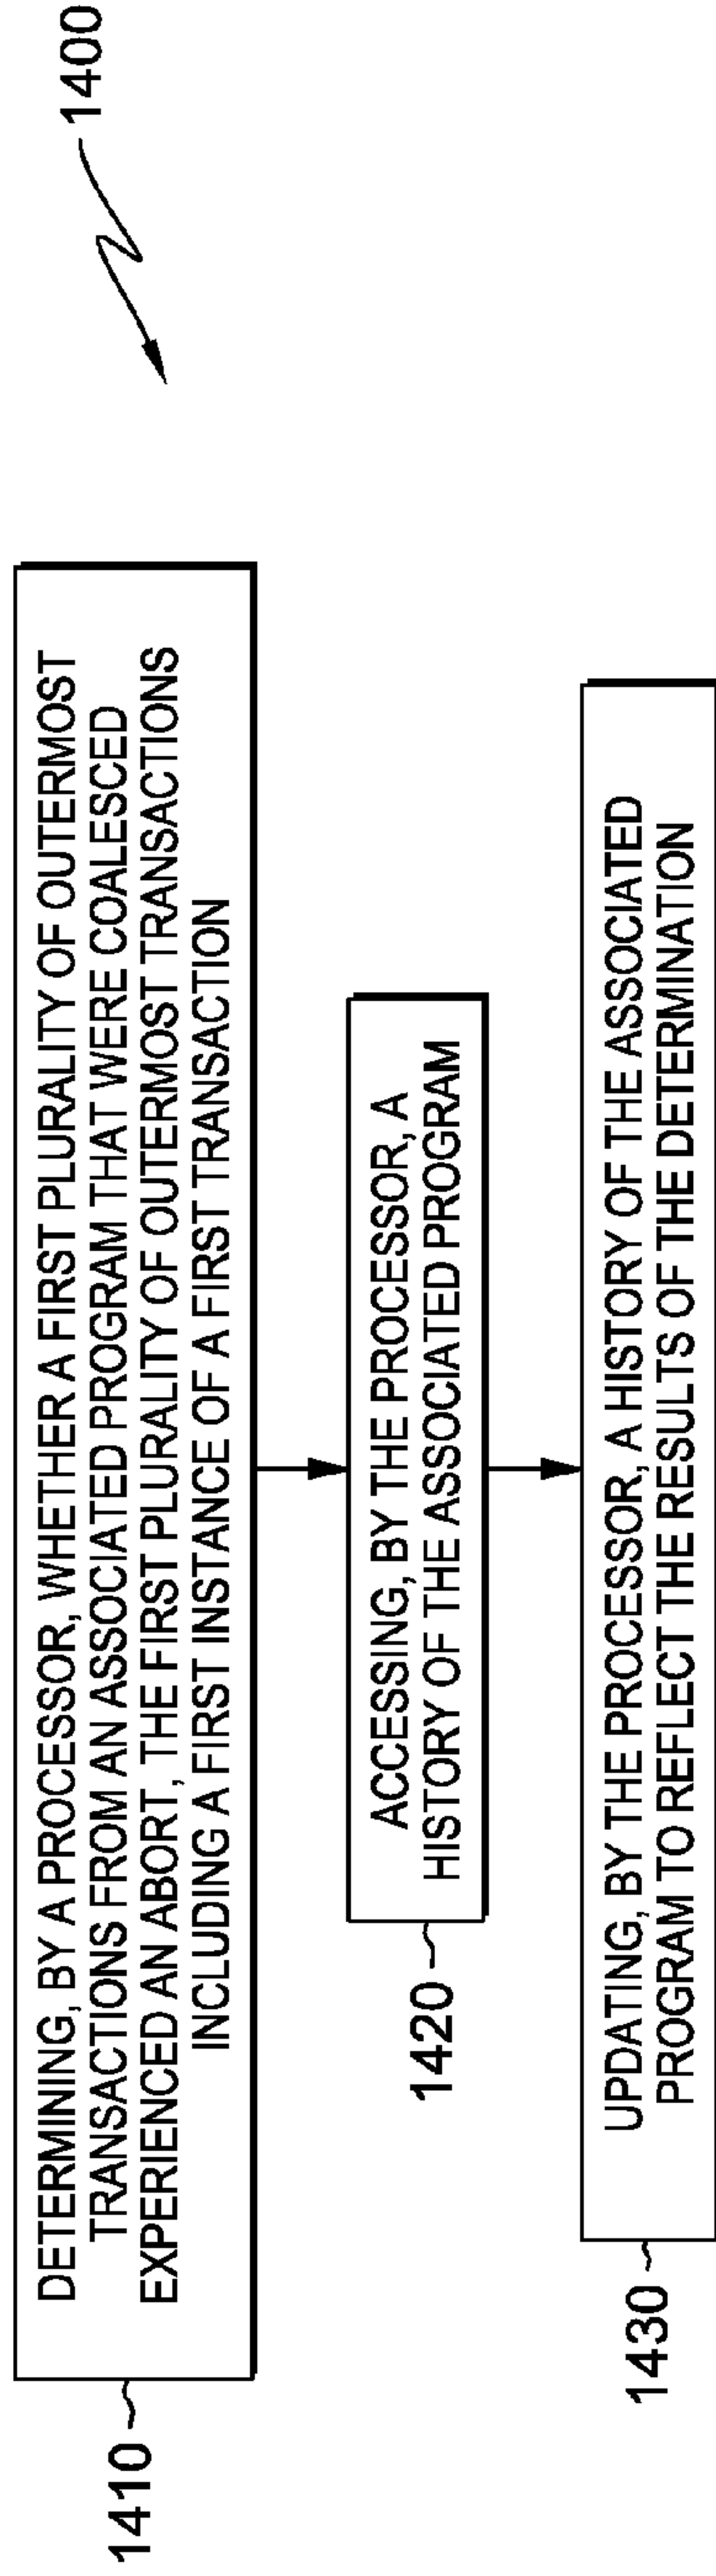 1400
1410
DETERMINING, BY A PROCESSOR, WHETHER A FIRST PLURALITY OF OUTERMOST
TRANSACTIONS FROM AN ASSOCIATED PROGRAM THAT WERE COALESCED
EXPERIENCED AN ABORT, THE FIRST PLURALITY OF OUTERMOST TRANSACTIONS
INCLUDING A FIRST INSTANCE OF A FIRST TRANSACTION
1420
ACCESSING, BY THE PROCESSOR, A
HISTORY OF THE ASSOCIATED PROGRAM
1430
UPDATING, BY THE PROCESSOR, A HISTORY OF THE ASSOCIATED
PROGRAM TO REFLECT THE RESULTS OF THE DETERMINATION